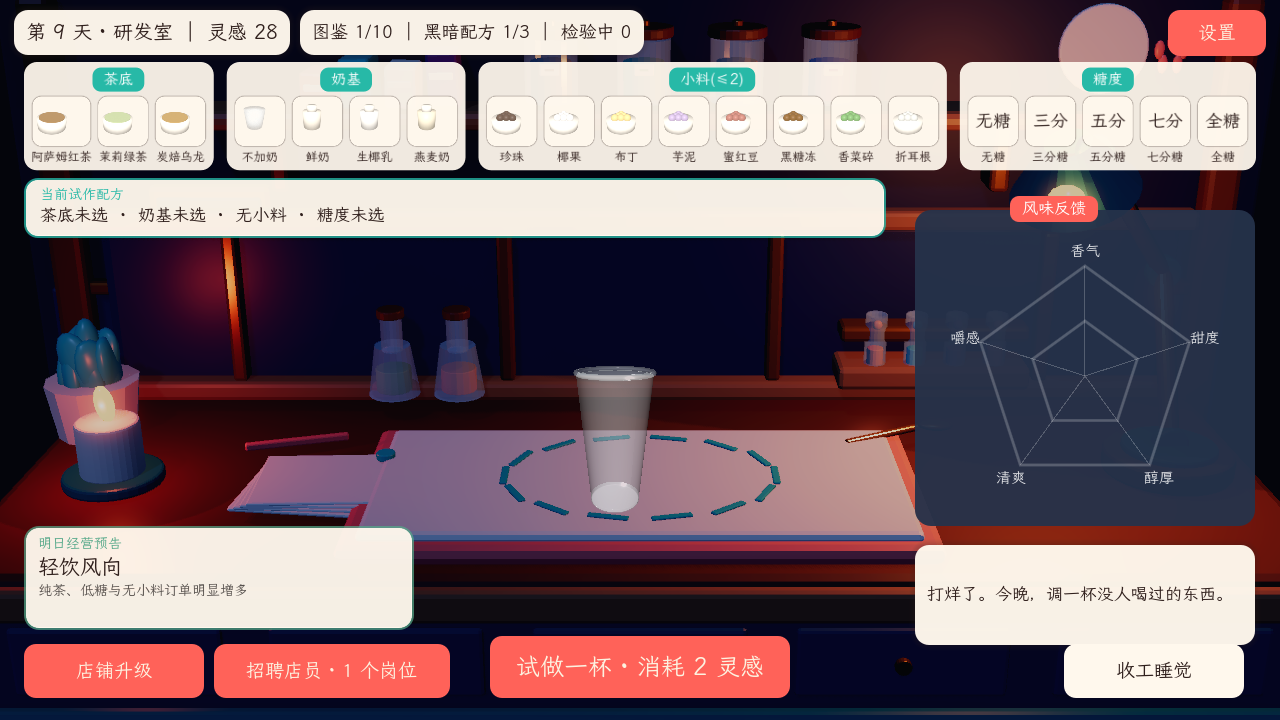 第 9 天·研发室 ｜ 灵感 28
图鉴 1/10 ｜ 黑暗配方 1/3 ｜ 检验中 0
设置
茶底
阿萨姆红茶 茉莉绿茶 炭焙乌龙
奶基
不加奶 鲜奶 生椰乳 燕麦奶
小料(≤2)
珍珠 椰果 布丁 芋泥 蜜红豆 黑糖冻 香菜碎 折耳根
糖度
无糖 三分 五分 七分 全糖
无糖 三分糖 五分糖 七分糖 全糖
当前试作配方
茶底未选 · 奶基未选 · 无小料 · 糖度未选
风味反馈
香气
嚼感 甜度
清爽 醇厚
明日经营预告
轻饮风向
纯茶、低糖与无小料订单明显增多
打烊了。今晚，调一杯没人喝过的东西。
店铺升级
招聘店员·1 个岗位
试做一杯·消耗 2 灵感
收工睡觉